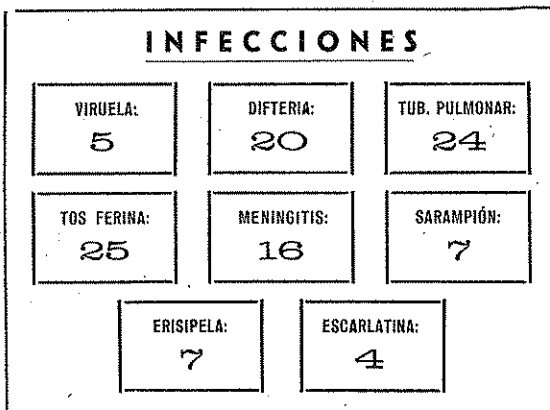 INFECCIONES
VIRUELA: DIFTERIA: TUB. PULMONAR:
5 20 24
TOS FERINA: MENINGITIS: SARAMPIÓN:
25 16 7
ERISIPELA: ESCARLATINA:
7 4